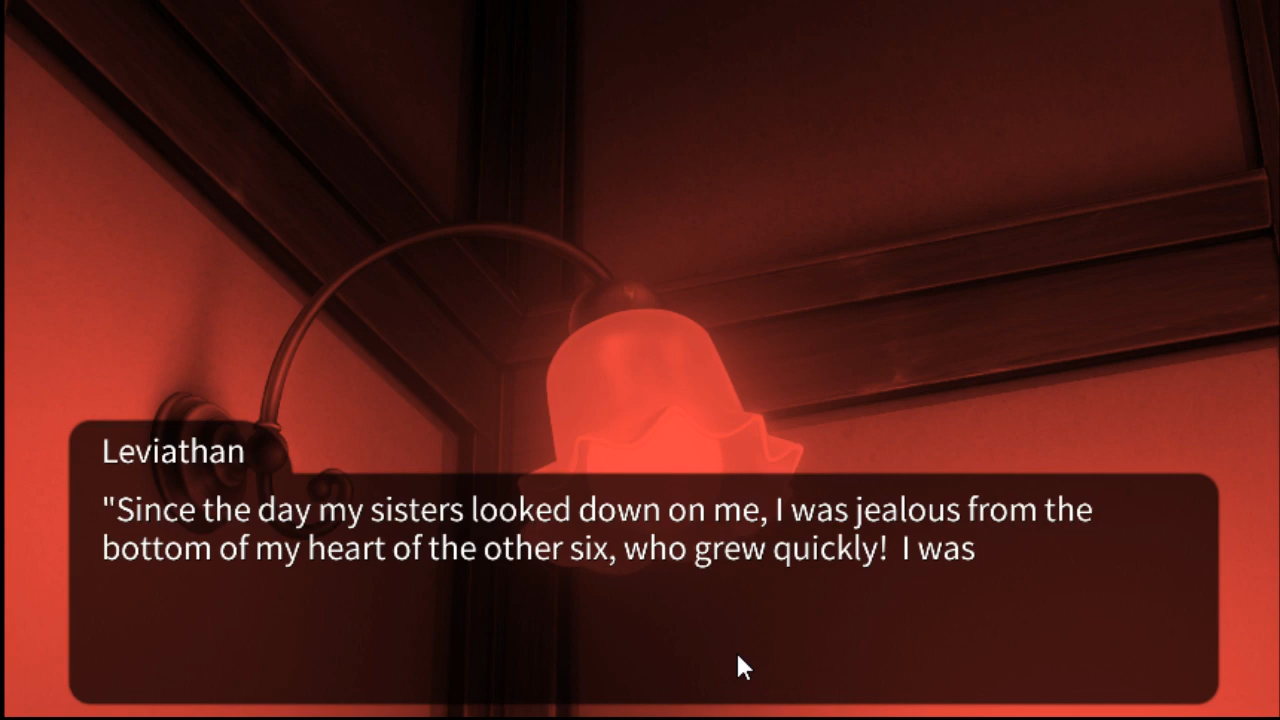 Leviathan
"Since the day my sisters looked down on me, I was jealous from the
bottom of my heart of the other six, who grew quickly!  I was